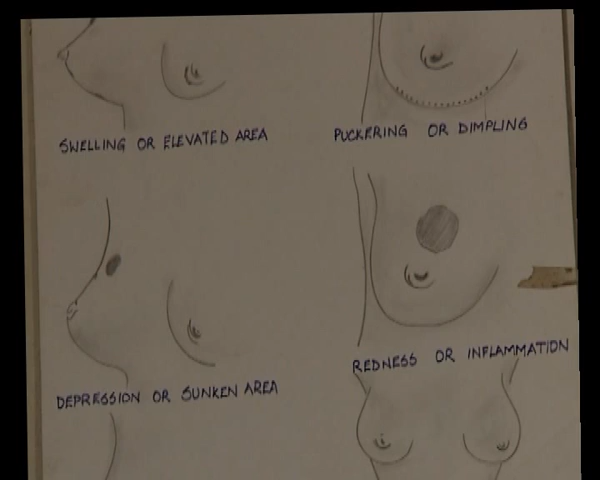 SWELLING OR ELEVATED AREA
PUCKERING OR DIMPLING
DEPRESSION OR SUNKEN AREA
REDNESS OR INFLAMMATION